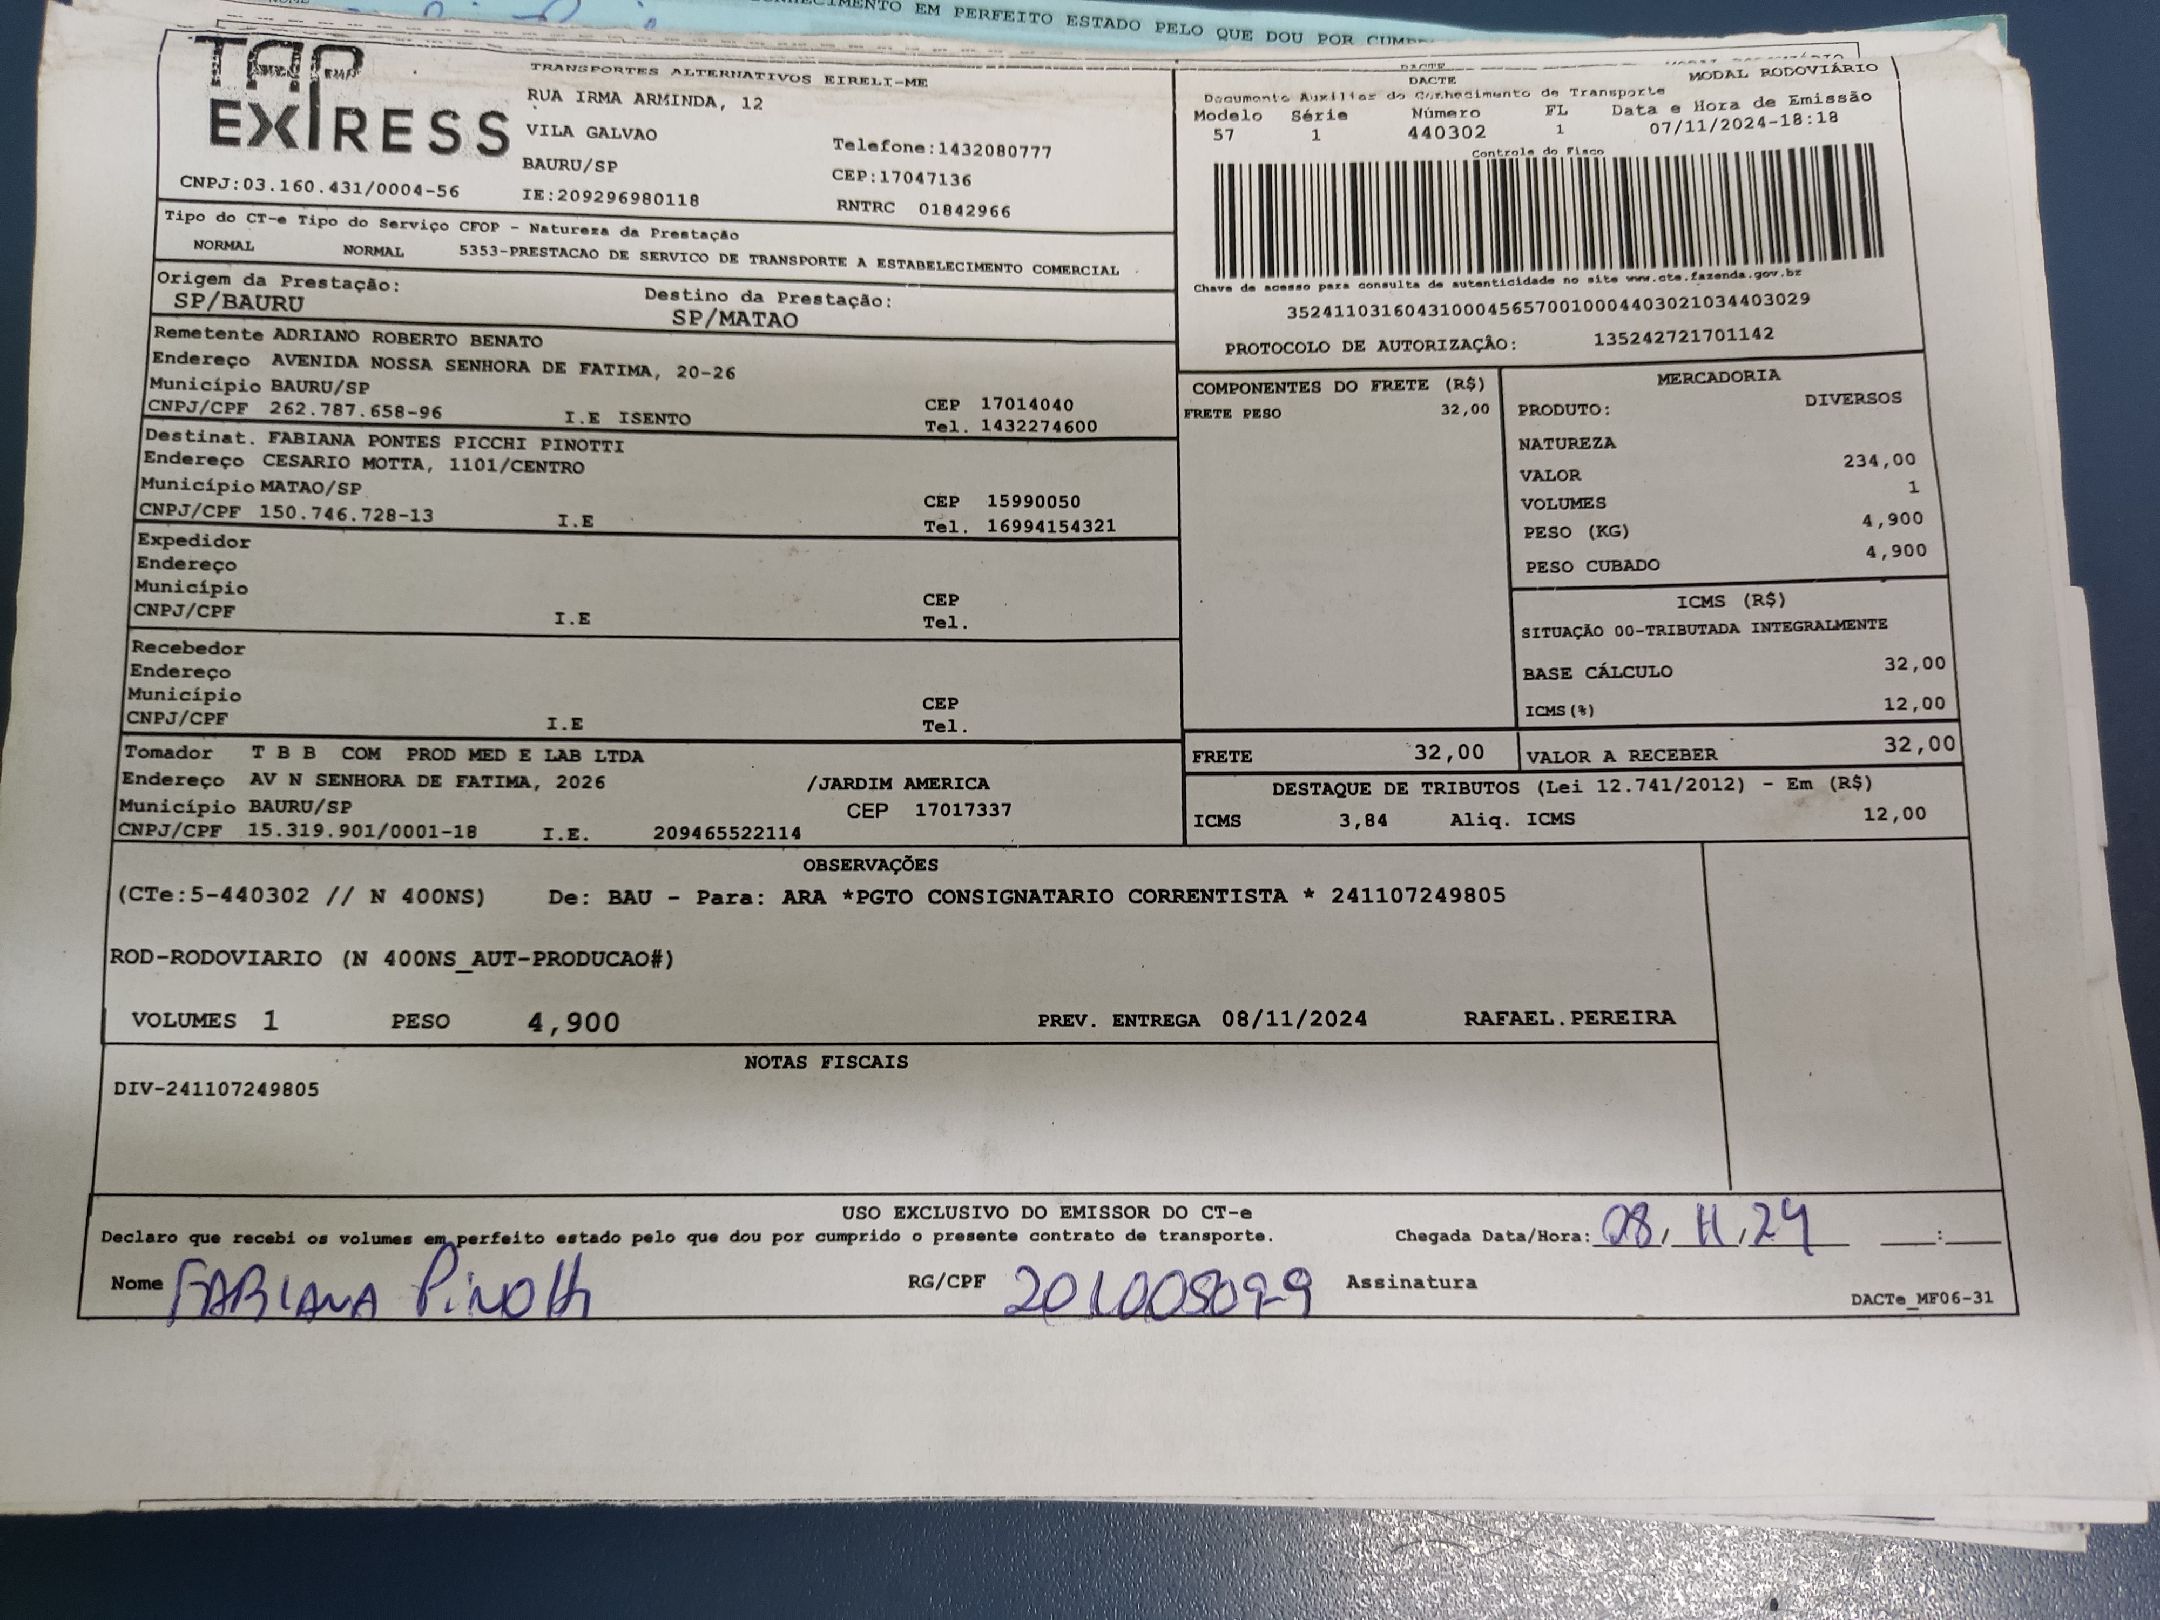 CONHECIMENTO EM PERFEITO ESTADO PELO QUE DOU POR
TAP
EXPRESS
TRANSPORTES ALTERNATIVOS EIRELI-ME
RUA IRMA ARMINDA, 12
VILA GALVAO
BAURU/SP
Telefone:1432080777
CEP:17047136
CNPJ:03.160.431/0004-56
IE:209296980118
RNTRC 01842966
DACTE
MODAL RODOVIÁRIO
Documento Auxiliar do Conhecimento de Transporte
Modelo Série Número FL Data e Hora de Emissão
57 1 440302 1 07/11/2024-18:18
Controle do Fisco
Chave de acesso para consulta de autenticidade no site www.cte.fazenda.gov.br
35241103160431000456570010004403021034403029
PROTOCOLO DE AUTORIZAÇÃO: 135242721701142
Tipo do CT-e Tipo do Serviço CFOP - Natureza da Prestação
NORMAL NORMAL 5353-PRESTACAO DE SERVICO DE TRANSPORTE A ESTABELECIMENTO COMERCIAL
Origem da Prestação: Destino da Prestação:
SP/BAURU SP/MATAO
Remetente ADRIANO ROBERTO BENATO
Endereço AVENIDA NOSSA SENHORA DE FATIMA, 20-26
Município BAURU/SP CEP 17014040
CNPJ/CPF 262.787.658-96 I.E ISENTO Tel. 1432274600
Destinat. FABIANA PONTES PICCHI PINOTTI
Endereço CESARIO MOTTA, 1101/CENTRO
Município MATAO/SP CEP 15990050
CNPJ/CPF 150.746.728-13 I.E Tel. 16994154321
Expedidor
Endereço
Município CEP
CNPJ/CPF I.E Tel.
Recebedor
Endereço
Município CEP
CNPJ/CPF I.E Tel.
Tomador T B B COM PROD MED E LAB LTDA
Endereço AV N SENHORA DE FATIMA, 2026 /JARDIM AMERICA
Município BAURU/SP CEP 17017337
CNPJ/CPF 15.319.901/0001-18 I.E. 209465522114
COMPONENTES DO FRETE (R$)
FRETE PESO 32,00
MERCADORIA
PRODUTO: DIVERSOS
NATUREZA
VALOR 234,00
VOLUMES 1
PESO (KG) 4,900
PESO CUBADO 4,900
ICMS (R$)
SITUAÇÃO 00-TRIBUTADA INTEGRALMENTE
BASE CÁLCULO 32,00
ICMS(%) 12,00
FRETE 32,00 VALOR A RECEBER 32,00
DESTAQUE DE TRIBUTOS (Lei 12.741/2012) - Em (R$)
ICMS 3,84 Aliq. ICMS 12,00
OBSERVAÇÕES
(CTe:5-440302 // N 400NS) De: BAU - Para: ARA *PGTO CONSIGNATARIO CORRENTISTA * 241107249805
ROD-RODOVIARIO (N 400NS_AUT-PRODUCAO#)
VOLUMES 1 PESO 4,900 PREV. ENTREGA 08/11/2024 RAFAEL.PEREIRA
NOTAS FISCAIS
DIV-241107249805
USO EXCLUSIVO DO EMISSOR DO CT-e
Declaro que recebi os volumes em perfeito estado pelo que dou por cumprido o presente contrato de transporte. Chegada Data/Hora: 08/11/24 ___:___
Nome FABIANA Pinotti RG/CPF 201005099 Assinatura
DACTe_MF06-31